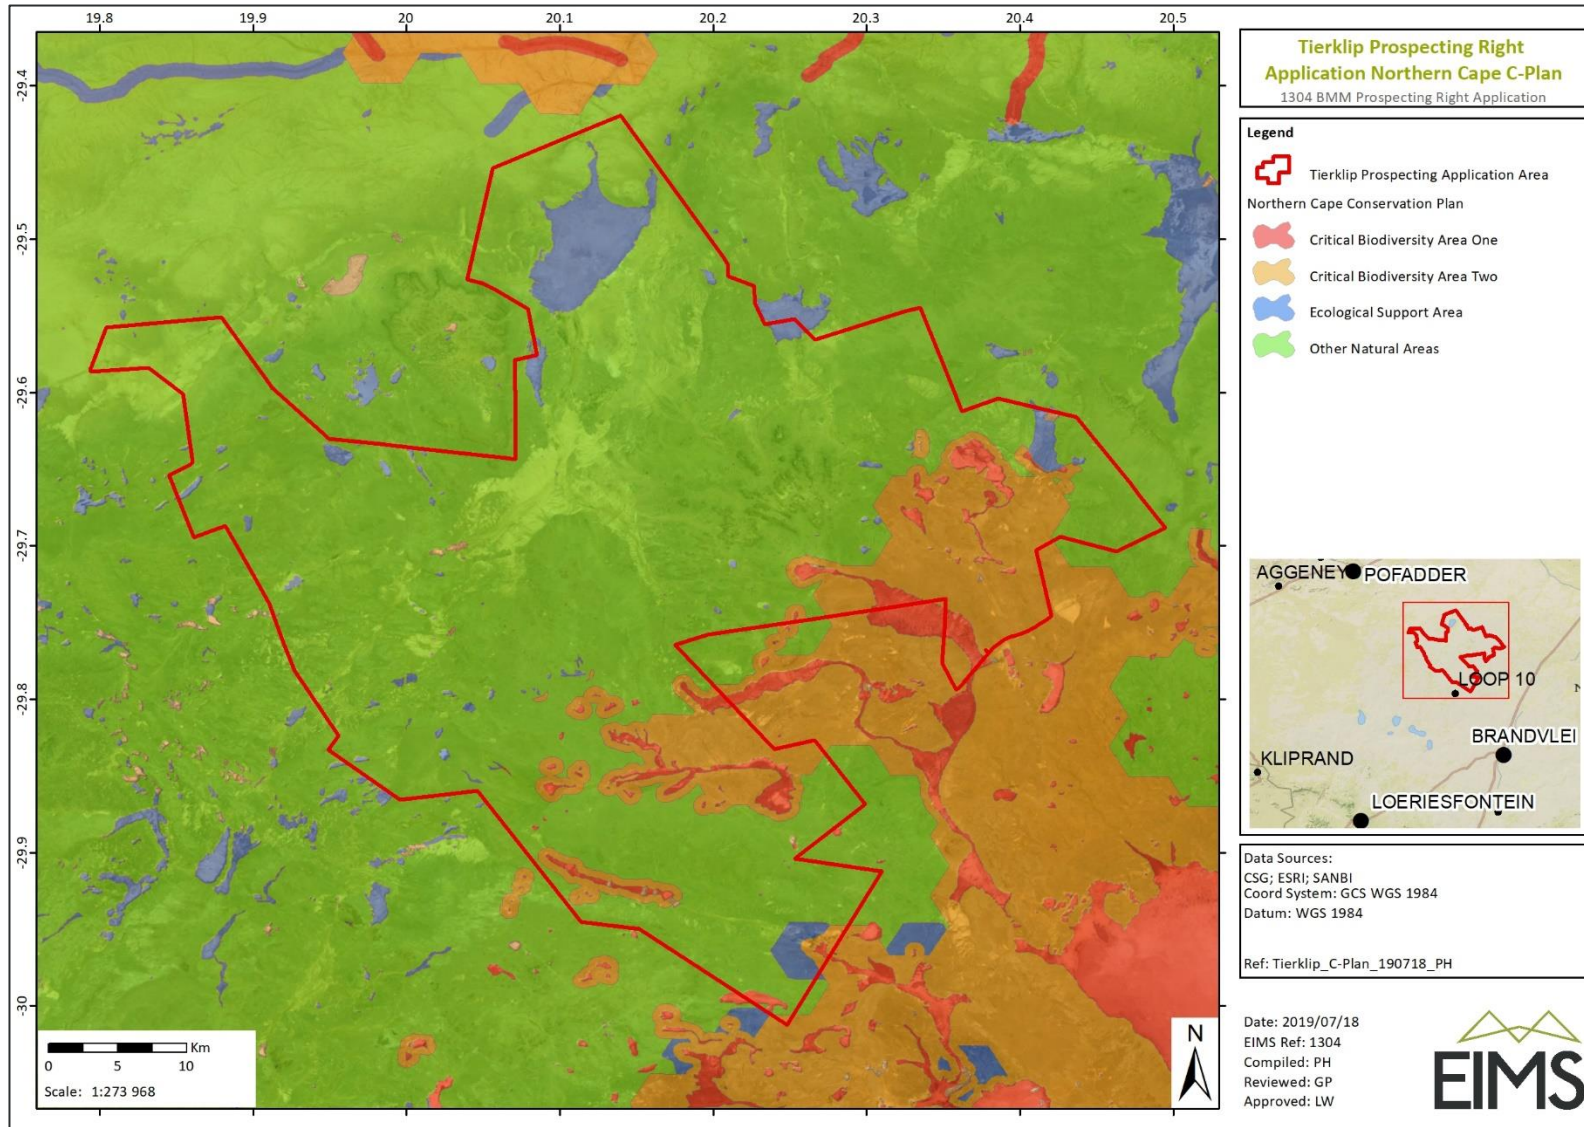 19.8 19.9 20 20.1 20.2 20.3 20.4 20.5
-29.4
-29.5
-29.6
-29.7
-29.8
-29.9
-30
0 5 10 Km
Scale: 1:273 968
N
Tierklip Prospecting Right
Application Northern Cape C-Plan
1304 BMM Prospecting Right Application
Legend
Tierklip Prospecting Application Area
Northern Cape Conservation Plan
Critical Biodiversity Area One
Critical Biodiversity Area Two
Ecological Support Area
Other Natural Areas
AGGENEY POFADDER
LOOP 10
BRANDVLEI
KLIPRAND
LOERIESFONTEIN
Data Sources:
CSG; ESRI; SANBI
Coord System: GCS WGS 1984
Datum: WGS 1984
Ref: Tierklip_C-Plan_190718_PH
Date: 2019/07/18
EIMS Ref: 1304
Compiled: PH
Reviewed: GP
Approved: LW
EIMS